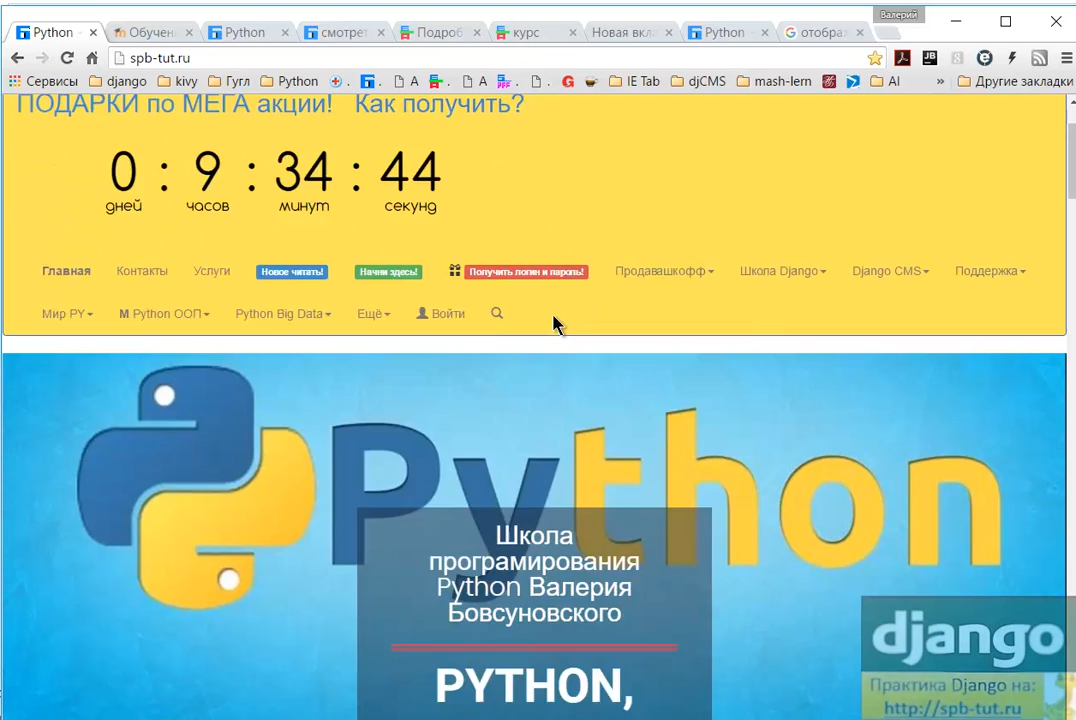 Валерий
Python - Обучен Python смотрет Подроб курс Новая вкл Python - отображ
spb-tut.ru
Сервисы django kivy Гугл Python . . A . A . . IE Tab djCMS mash-lern AI » Другие закладки
ПОДАРКИ по МЕГА акции! Как получить?
0 : 9 : 34 : 44
дней часов минут секунд
Главная Контакты Услуги Новое читать! Начни здесь! Получить логин и пароль! Продавашкофф Школа Django Django CMS Поддержка
Мир PY М Python ООП Python Big Data Ещё Войти
Python
Школа
програмирования
Python Валерия
Бовсуновского
PYTHON,
django
Практика Django на:
http://spb-tut.ru